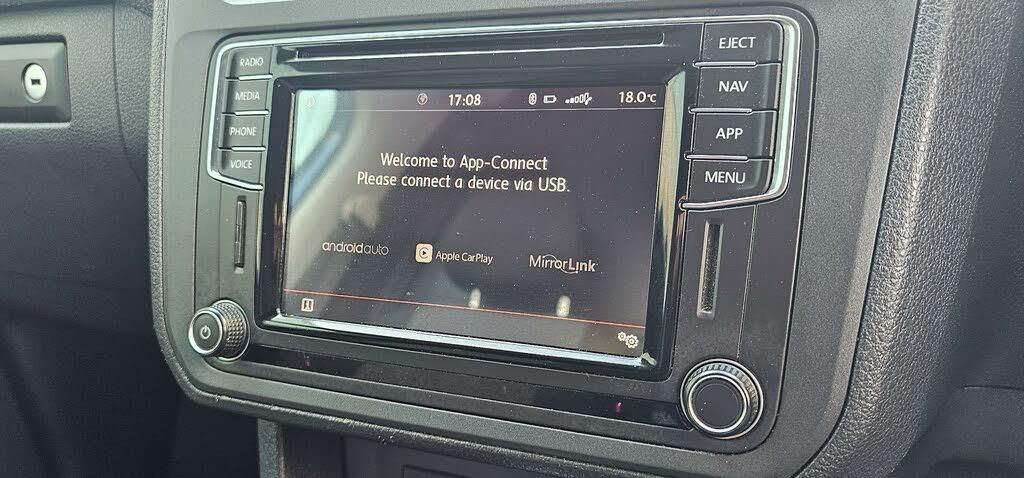 RADIO
MEDIA
PHONE
VOICE
EJECT
NAV
APP
MENU
17:08
18.0°C
Welcome to App-Connect
Please connect a device via USB.
androidauto
Apple CarPlay
MirrorLink